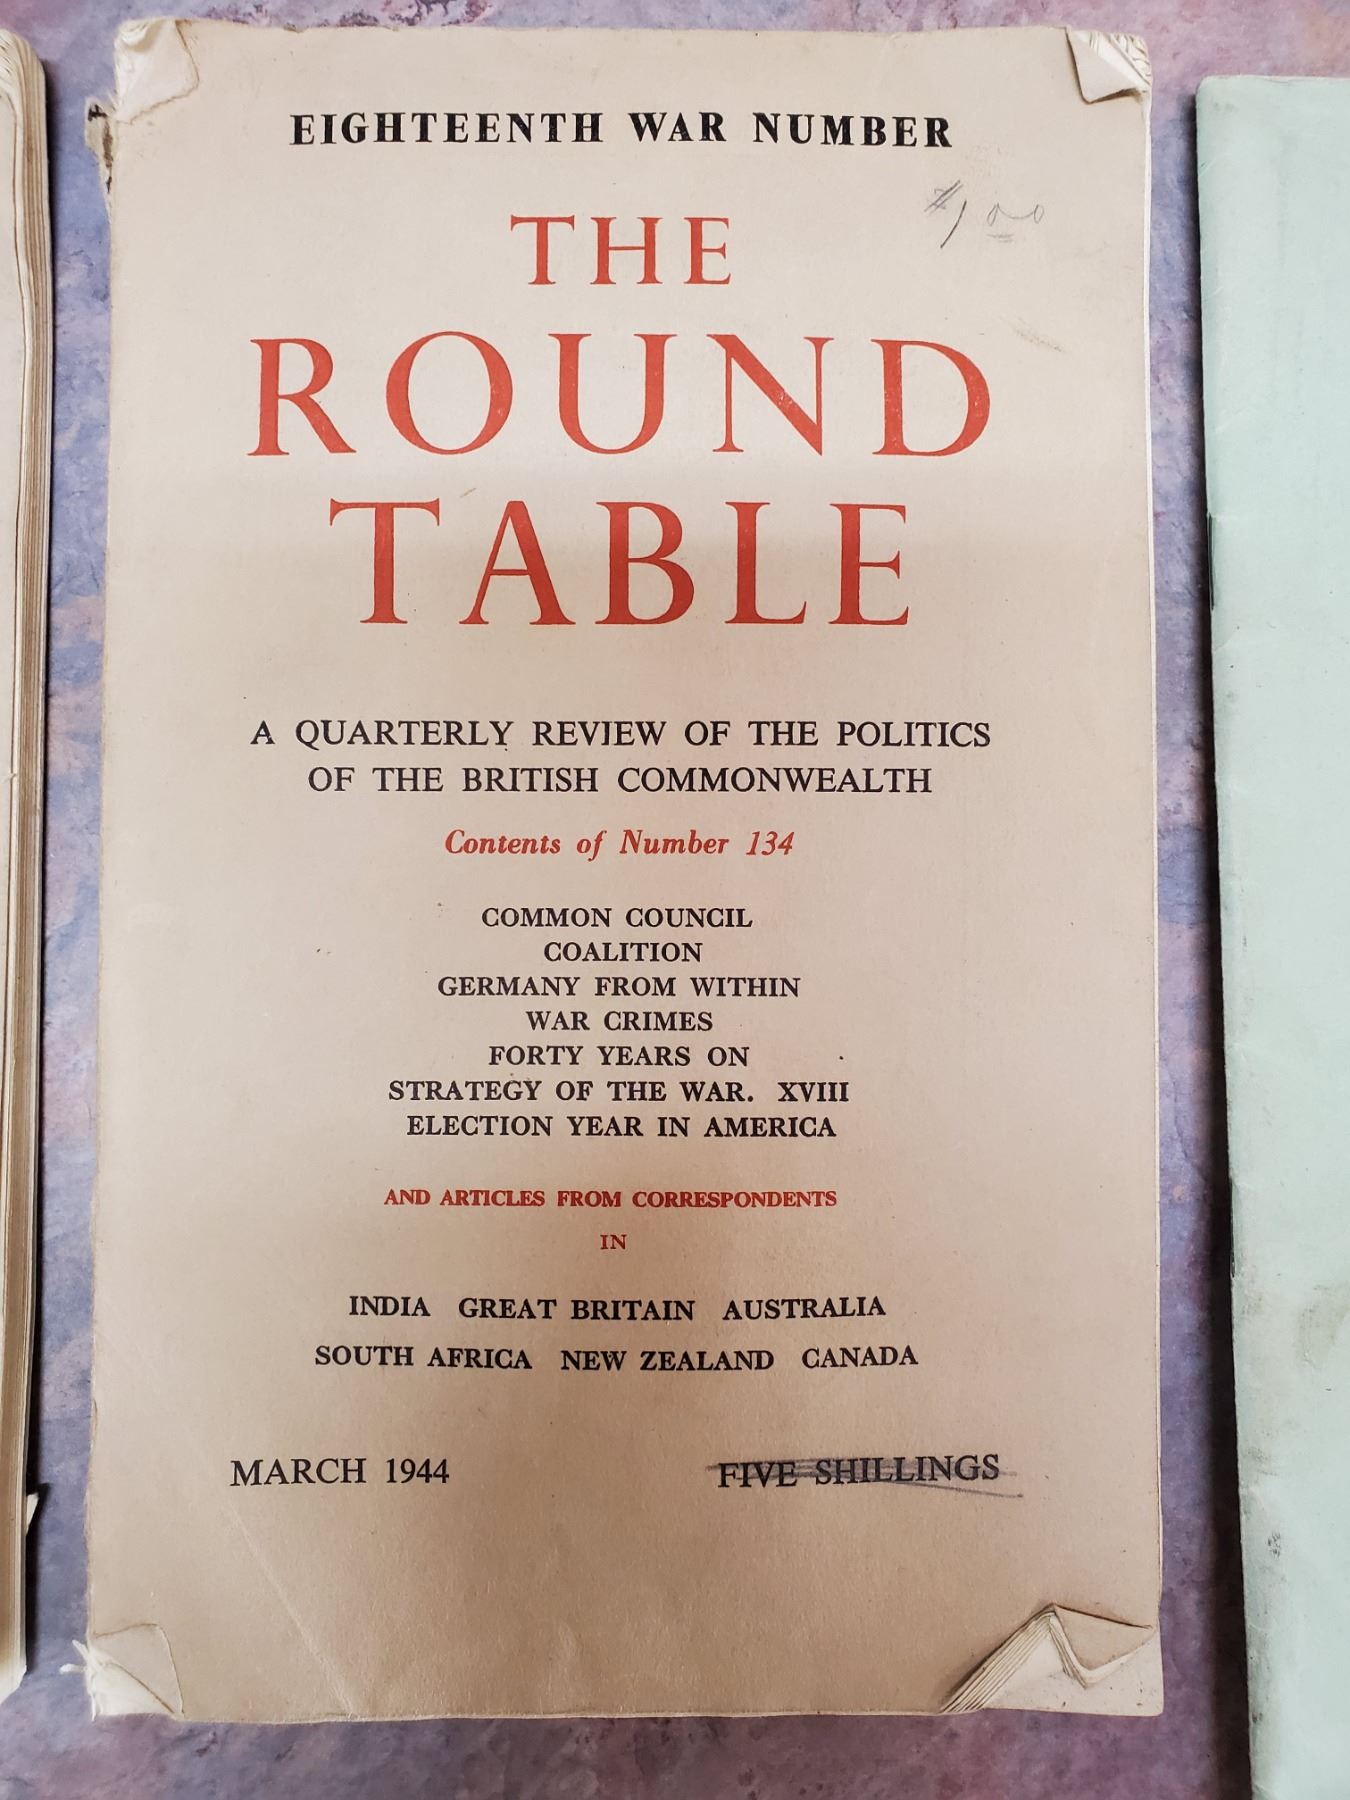 EIGHTEENTH WAR NUMBER
$1.00
THE
ROUND
TABLE
A QUARTERLY REVIEW OF THE POLITICS
OF THE BRITISH COMMONWEALTH
Contents of Number 134
COMMON COUNCIL
COALITION
GERMANY FROM WITHIN
WAR CRIMES
FORTY YEARS ON
STRATEGY OF THE WAR. XVIII
ELECTION YEAR IN AMERICA
AND ARTICLES FROM CORRESPONDENTS
IN
INDIA GREAT BRITAIN AUSTRALIA
SOUTH AFRICA NEW ZEALAND CANADA
MARCH 1944 FIVE SHILLINGS